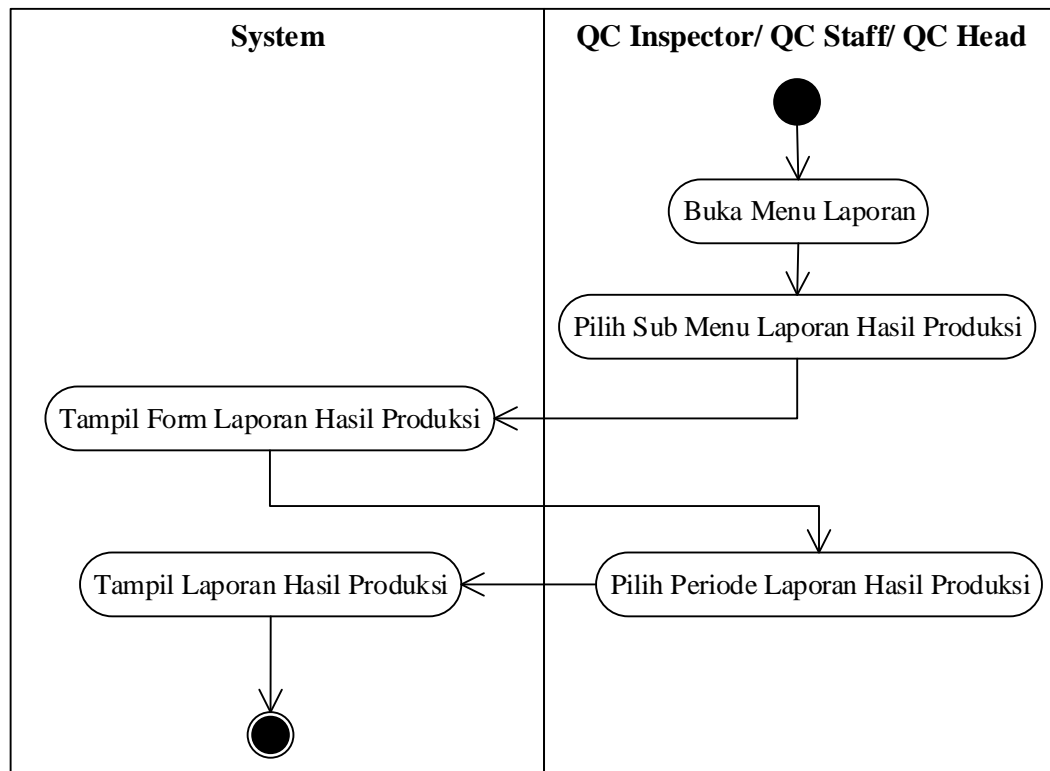 System
QC Inspector/ QC Staff/ QC Head
Buka Menu Laporan
Pilih Sub Menu Laporan Hasil Produksi
Tampil Form Laporan Hasil Produksi
Tampil Laporan Hasil Produksi
Pilih Periode Laporan Hasil Produksi